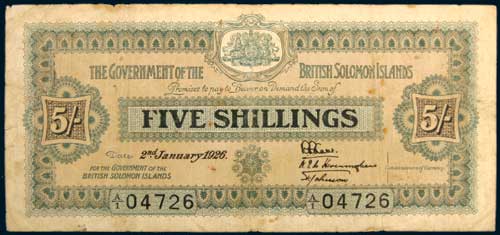 THE GOVERNMENT OF THE BRITISH SOLOMON ISLANDS
Promises to pay to Bearer on Demand the Sum of
5/- FIVE SHILLINGS 5/-
Date 2nd January 1926.
FOR THE GOVERNMENT OF THE
BRITISH SOLOMON ISLANDS
Commissioners of Currency
A/1 04726 A/1 04726